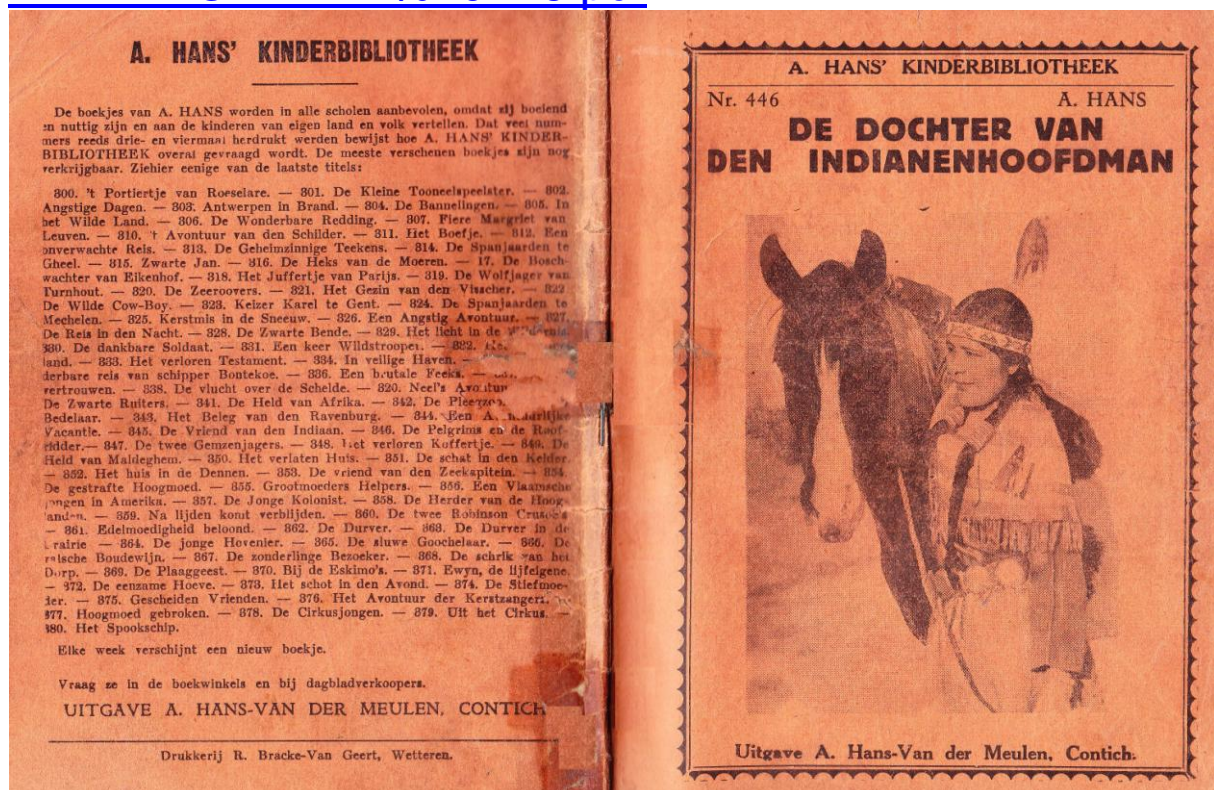 A. HANS' KINDERBIBLIOTHEEK
De boekjes van A. HANS worden in alle scholen aanbevolen, omdat zij boeiend
en nuttig zijn en aan de kinderen van eigen land en volk vertellen. Dat veel num-
mers reeds drie- en viermaal herdrukt werden bewijst hoe A. HANS' KINDER-
BIBLIOTHEEK overal gevraagd wordt. De meeste verschenen boekjes zijn nog
verkrijgbaar. Ziehier eenige van de laatste titels:
300. 't Portiertje van Roeselare. — 301. De Kleine Tooneelspeelster. — 302.
Angstige Dagen. — 303. Antwerpen in Brand. — 304. De Bannelingen. — 305. In
het Wilde Land. — 306. De Wonderbare Redding. — 307. Fiere Margriet van
Leuven. — 310. 't Avontuur van den Schilder. — 311. Het Boefje. — 312. Een
onverwachte Reis. — 313. De Geheimzinnige Teekens. — 314. De Spanjaarden te
Gheel. — 315. Zwarte Jan. — 316. De Heks van de Moeren. — 17. De Bosch-
wachter van Eikenhof. — 318. Het Juffertje van Parijs. — 319. De Wolfjager van
Turnhout. — 320. De Zeeroovers. — 321. Het Gezin van den Visscher. — 322
De Wilde Cow-Boy. — 323. Keizer Karel te Gent. — 324. De Spanjaarden te
Mechelen. — 325. Kerstmis in de Sneeuw. — 326. Een Angstig Avontuur. — 327.
De Reis in den Nacht. — 328. De Zwarte Bende. — 329. Het licht in de
330. De dankbare Soldaat. — 331. Een keer Wildstrooper. — 332.
land. — 333. Het verloren Testament. — 334. In veilige Haven. —
derbare reis van schipper Bontekoe. — 336. Een brutale Feeks. —
vertrouwen. — 338. De vlucht over de Schelde. — 320. Neel's
De Zwarte Ruiters. — 341. De Held van Afrika. — 342. De
Bedelaar. — 343. Het Beleg van den Ravenburg. — 344. Een
Vacantie. — 345. De Vriend van den Indiaan. — 346. De Pelgrims en de Roof-
ridder.— 347. De twee Gemzenjagers. — 348. Het verloren Koffertje. — 349. De
Held van Maldeghem. — 350. Het verlaten Huis. — 351. De schat in den Kelder.
— 352. Het huis in de Dennen. — 353. De vriend van den Zeekapitein. — 354.
De gestrafte Hoogmoed. — 355. Grootmoeders Helpers. — 356. Een Vlaamsche
jongen in Amerika. — 357. De Jonge Kolonist. — 358. De Herder van de Hooge
landen. — 359. Na lijden komt verblijden. — 360. De twee Robinson Crusoë's
— 361. Edelmoedigheid beloond. — 362. De Durver. — 363. De Durver in de
Prairie — 364. De jonge Hovenier. — 365. De sluwe Goochelaar. — 366. De
valsche Boudewijn. — 367. De zonderlinge Bezoeker. — 368. De schrik van het
Dorp. — 369. De Plaaggeest. — 370. Bij de Eskimo's. — 371. Ewyn, de lijfeigene.
— 372. De eenzame Hoeve. — 373. Het schot in den Avond. — 374. De Stiefmoe-
der. — 375. Gescheiden Vrienden. — 376. Het Avontuur der Kerstzangers. —
377. Hoogmoed gebroken. — 378. De Cirkusjongen. — 379. Uit het Cirkus. —
380. Het Spookschip.
Elke week verschijnt een nieuw boekje.
Vraag ze in de boekwinkels en bij dagbladverkoopers.
UITGAVE A. HANS-VAN DER MEULEN, CONTICH
Drukkerij R. Bracke-Van Geert, Wetteren.
A. HANS' KINDERBIBLIOTHEEK
Nr. 446 A. HANS
DE DOCHTER VAN
DEN INDIANENHOOFDMAN
Uitgave A. Hans-Van der Meulen, Contich.